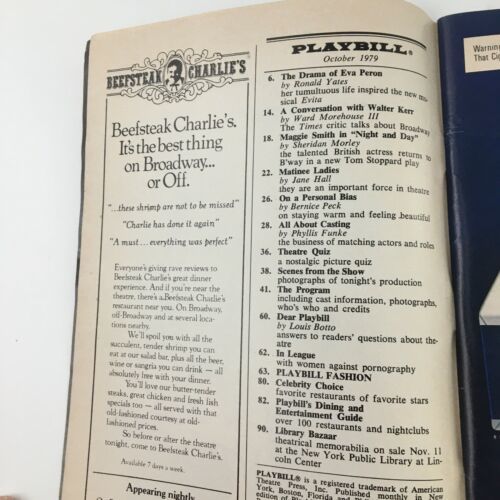 BEEFSTEAK CHARLIE'S
Beefsteak Charlie's.
It's the best thing
on Broadway...
or Off.
"...these shrimp are not to be missed"
"Charlie has done it again"
"A must... everything was perfect"
Everyone's giving rave reviews to
Beefsteak Charlie's great dinner
experience. And if you're near the
theatre, there's a Beefsteak Charlie's
restaurant near you. On Broadway,
off-Broadway and at several loca-
tions nearby.
We'll spoil you with all the
succulent, tender shrimp you can
eat at our salad bar, plus all the beer,
wine or sangria you can drink — all
absolutely free with your dinner.
You'll love our butter-tender
steaks, great chicken and fresh fish
specials too — all served with that
old-fashioned courtesy at old-
fashioned prices.
So before or after the theatre
tonight, come to Beefsteak Charlie's.
Available 7 days a week.
Appearing nightly
PLAYBILL®
October 1979
6. The Drama of Eva Peron
by Ronald Yates
her tumultuous life inspired the new mu-
sical Evita
14. A Conversation with Walter Kerr
by Ward Morehouse III
The Times critic talks about Broadway
18. Maggie Smith in "Night and Day"
by Sheridan Morley
the talented British actress returns to
B'way in a new Tom Stoppard play
22. Matinee Ladies
by Jane Hall
they are an important force in theatre
26. On a Personal Bias
by Bernice Peck
on staying warm and feeling beautiful
28. All About Casting
by Phyllis Funke
the business of matching actors and roles
36. Theatre Quiz
a nostalgic picture quiz
38. Scenes from the Show
photographs of tonight's production
41. The Program
including cast information, photographs,
who's who and credits
60. Dear Playbill
by Louis Botto
answers to readers' questions about the-
atre
62. In League
with women against pornography
63. PLAYBILL FASHION
80. Celebrity Choice
favorite restaurants of favorite stars
82. Playbill's Dining and
Entertainment Guide
over 100 restaurants and nightclubs
90. Library Bazaar
theatrical memorabilia on sale Nov. 11
at the New York Public Library at Lin-
coln Center
PLAYBILL® is a registered trademark of American
Theatre Press, Inc. Published monthly in New
York, Boston, Florida and
edition of
Warning
That Cig